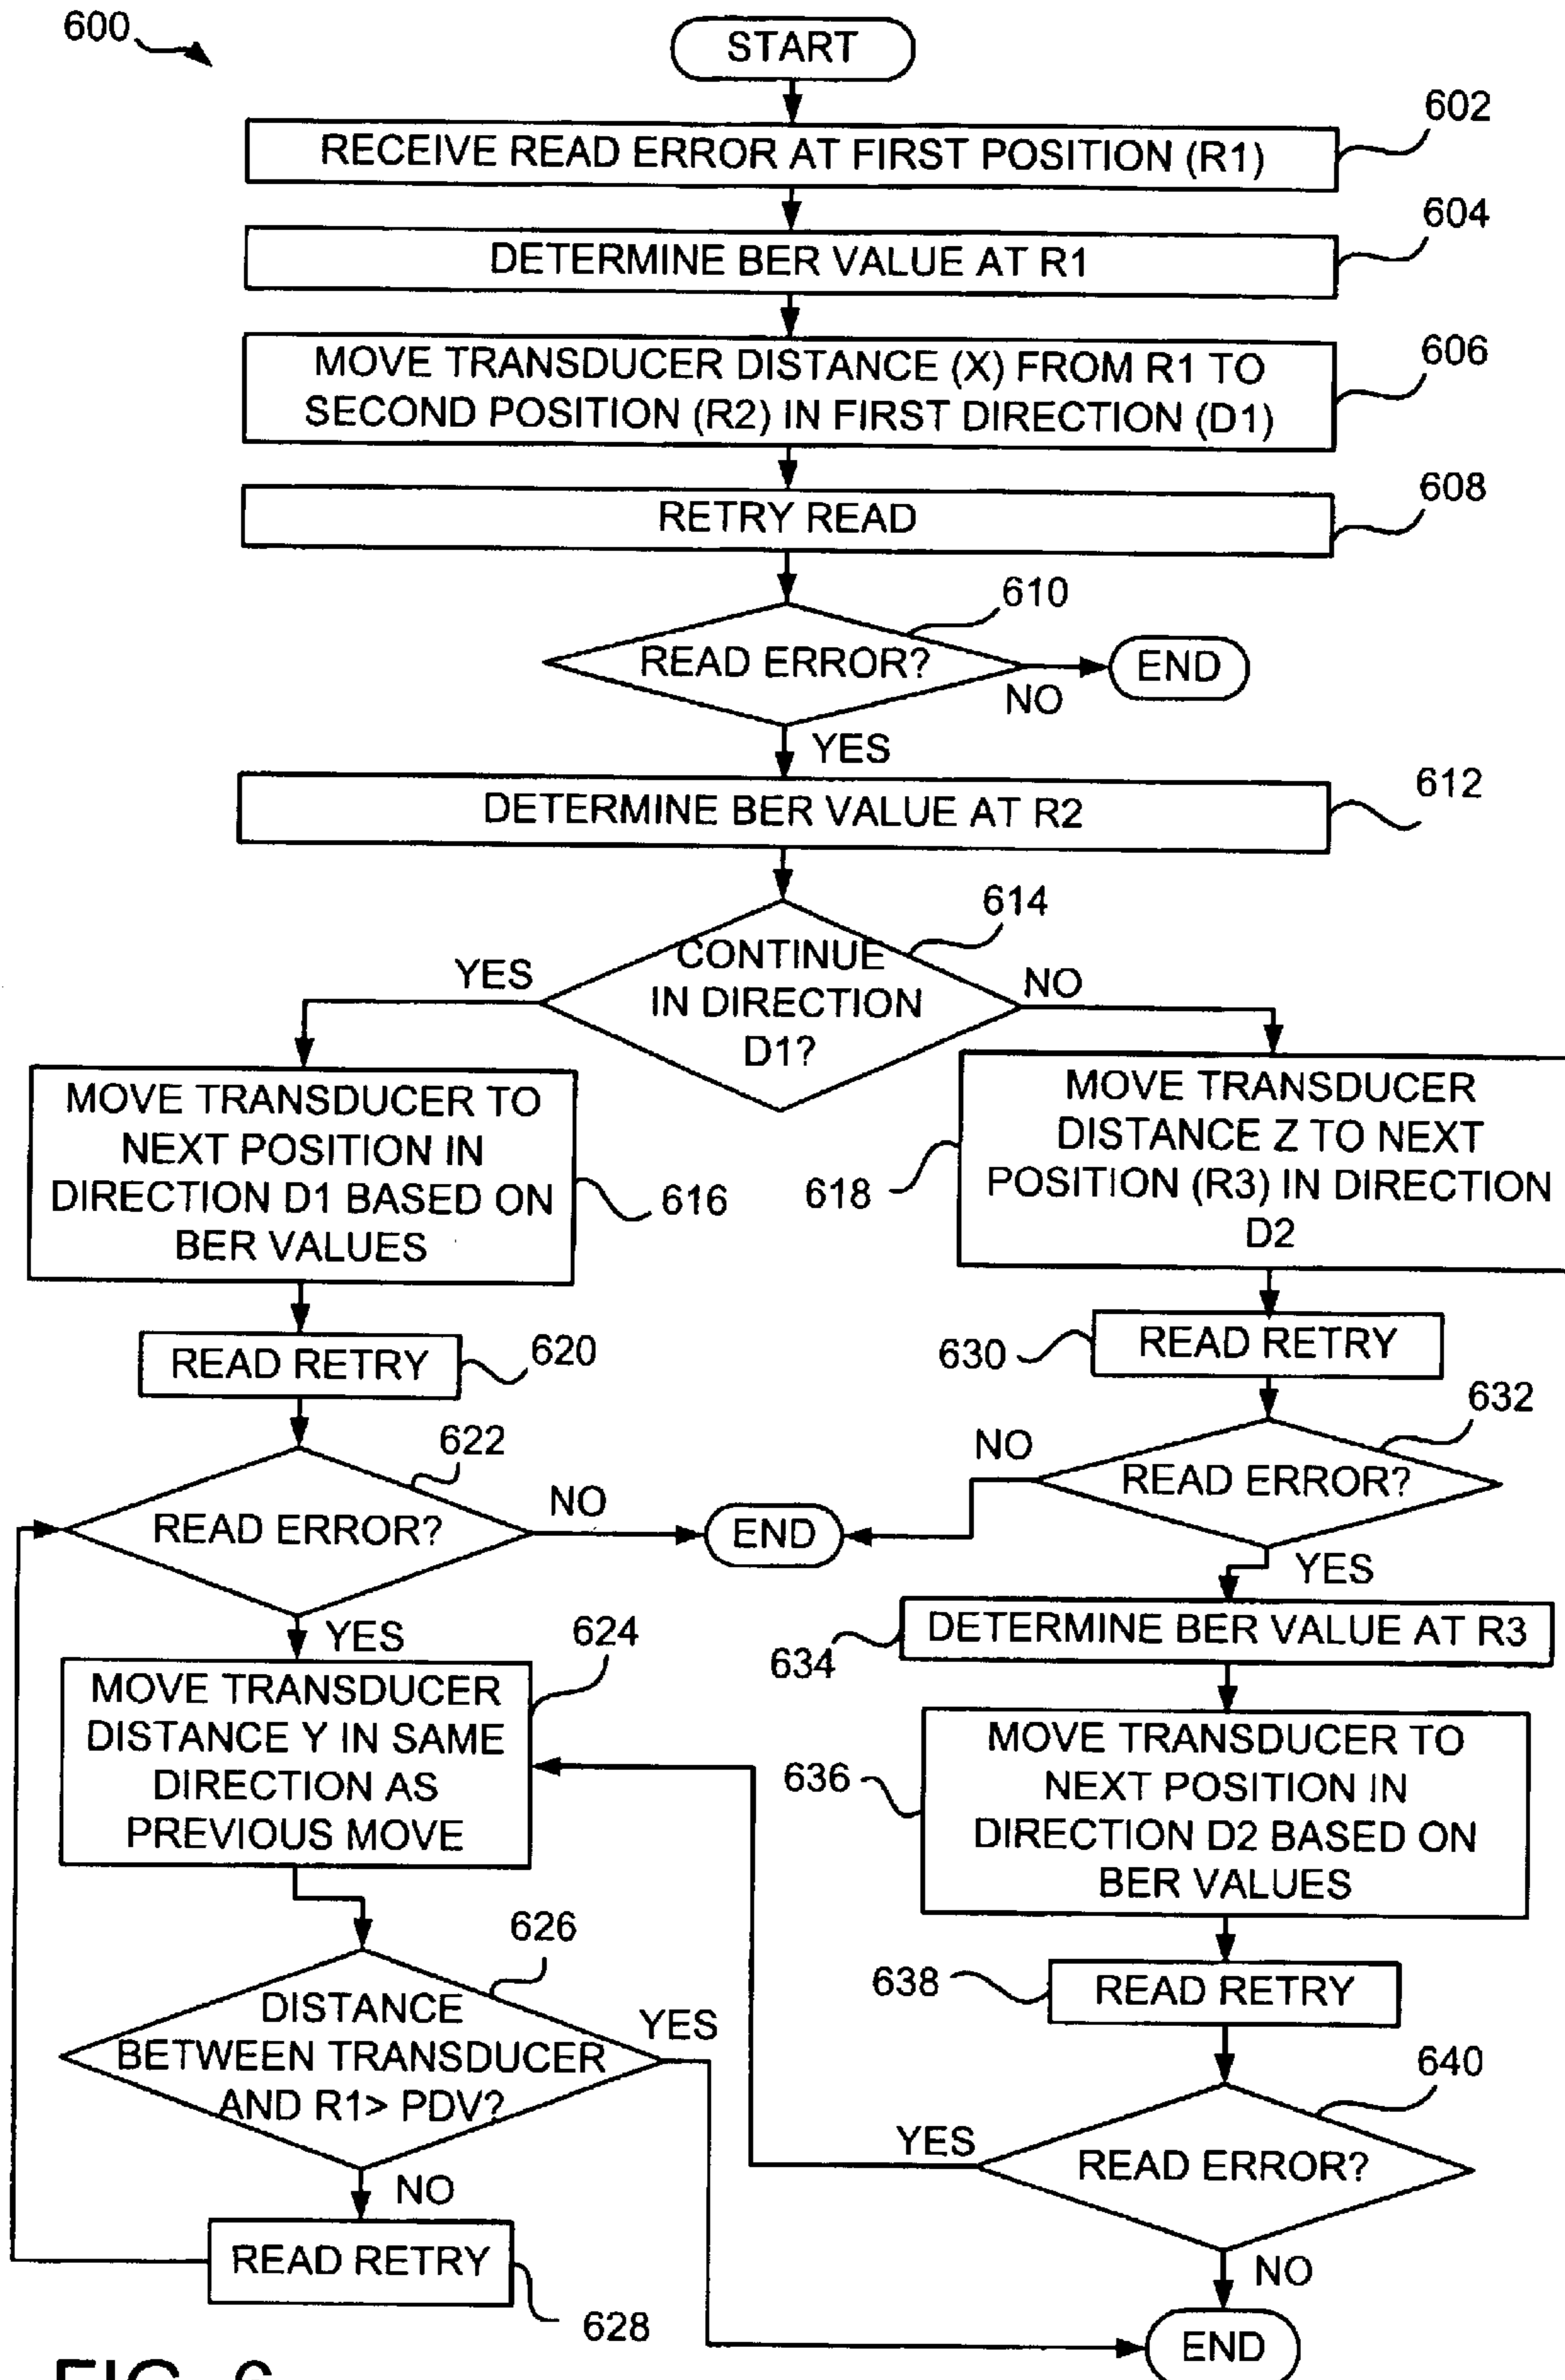 600
START
RECEIVE READ ERROR AT FIRST POSITION (R1)
602
DETERMINE BER VALUE AT R1
604
MOVE TRANSDUCER DISTANCE (X) FROM R1 TO
SECOND POSITION (R2) IN FIRST DIRECTION (D1)
606
RETRY READ
608
READ ERROR?
610
NO
END
YES
DETERMINE BER VALUE AT R2
612
CONTINUE
IN DIRECTION
D1?
614
YES
NO
MOVE TRANSDUCER TO
NEXT POSITION IN
DIRECTION D1 BASED ON
BER VALUES
616
MOVE TRANSDUCER
DISTANCE Z TO NEXT
POSITION (R3) IN DIRECTION
D2
618
READ RETRY
620
READ RETRY
630
READ ERROR?
622
NO
END
READ ERROR?
632
NO
YES
YES
MOVE TRANSDUCER
DISTANCE Y IN SAME
DIRECTION AS
PREVIOUS MOVE
624
DETERMINE BER VALUE AT R3
634
MOVE TRANSDUCER TO
NEXT POSITION IN
DIRECTION D2 BASED ON
BER VALUES
636
DISTANCE
BETWEEN TRANSDUCER
AND R1> PDV?
626
YES
NO
READ RETRY
638
READ ERROR?
640
YES
NO
READ RETRY
628
END
FIG. 6